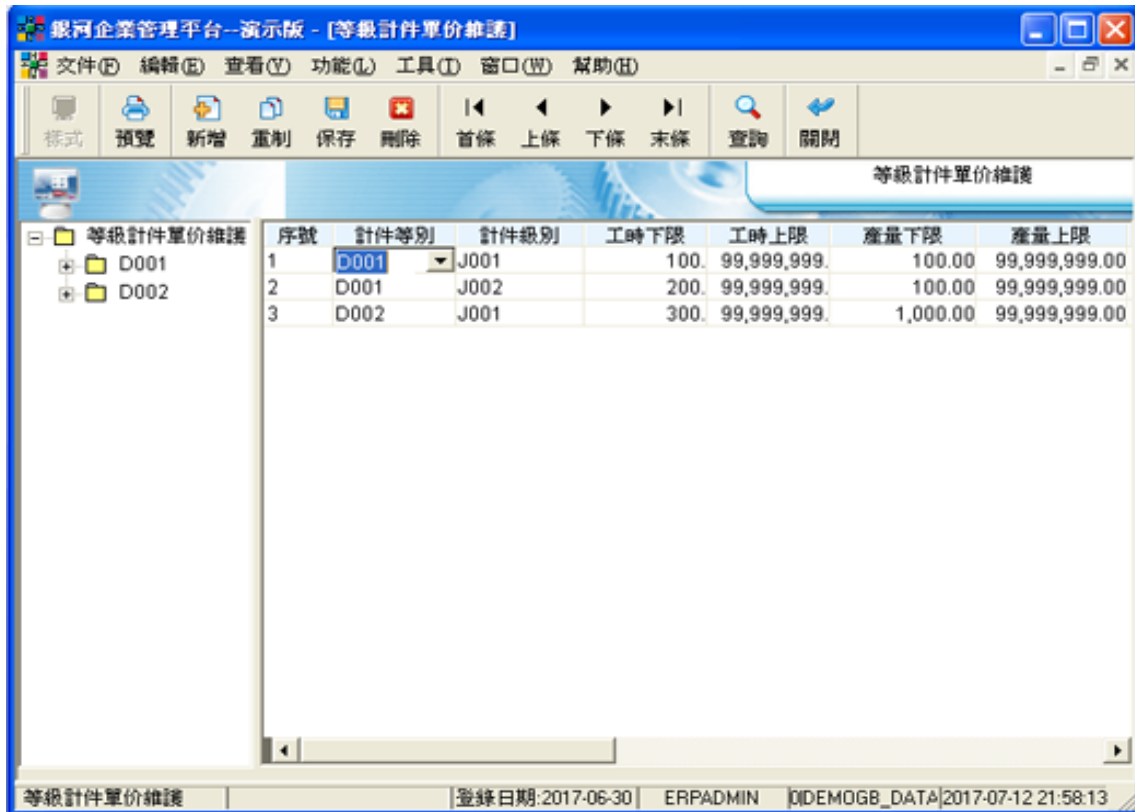 銀河企業管理平台--演示版 - [等級計件單价維護]
交件(F) 編輯(E) 查看(V) 功能(L) 工具(T) 窗口(W) 幫助(H)
樣式 預覽 新增 重制 保存 刪除 首條 上條 下條 末條 查詢 關閉
等級計件單价維護
等級計件單价維護
D001
D002
序號 計件等別 計件級別 工時下限 工時上限 產量下限 產量上限
1 D001 J001 100. 99,999,999. 100.00 99,999,999.00
2 D001 J002 200. 99,999,999. 100.00 99,999,999.00
3 D002 J001 300. 99,999,999. 1,000.00 99,999,999.00
等級計件單价維護 登錄日期:2017-06-30 ERPADMIN 0|DEMOGB_DATA 2017-07-12 21:58:13